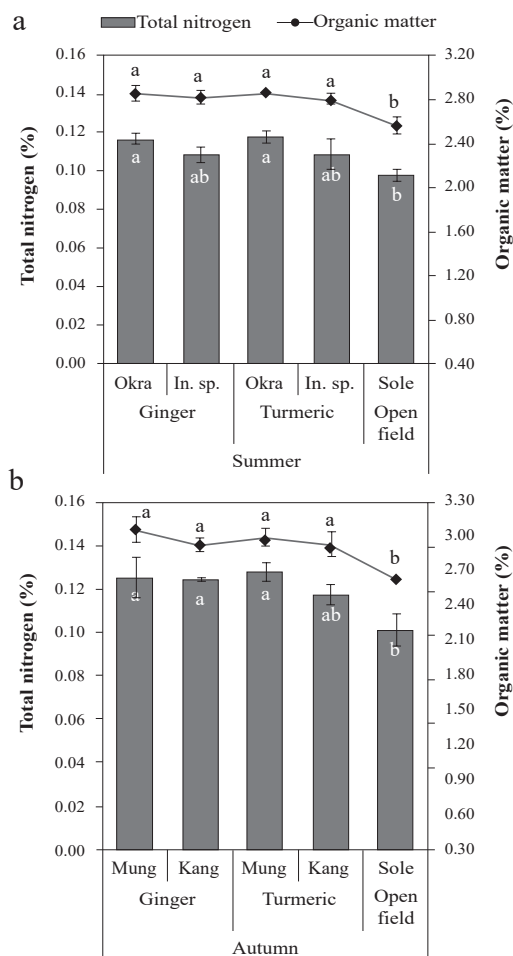 a
Total nitrogen
Organic matter
Total nitrogen (%)
0.16
0.14
0.12
0.10
0.08
0.06
0.04
0.02
0.00
a a a a b
a ab a ab b
3.20
2.80
2.40
2.00
1.60
1.20
0.80
0.40
Organic matter (%)
Okra In. sp. Okra In. sp. Sole
Ginger Turmeric Open
field
Summer
b
Total nitrogen (%)
0.16
0.14
0.12
0.10
0.08
0.06
0.04
0.02
0.00
a a a a b
a a a ab b
3.30
3.00
2.70
2.40
2.10
1.80
1.50
1.20
0.90
0.60
0.30
Organic matter (%)
Mung Kang Mung Kang Sole
Ginger Turmeric Open
field
Autumn